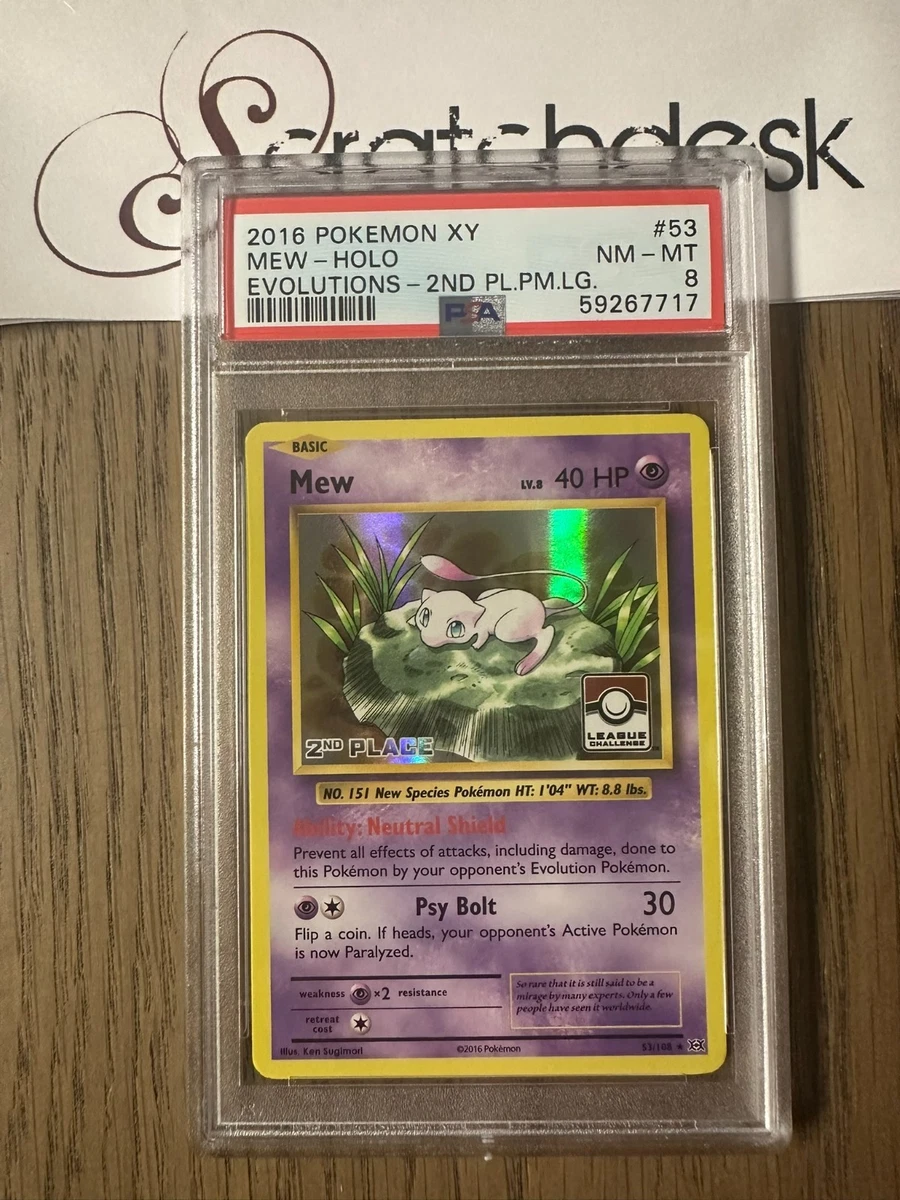 Scratchdesk
2016 POKEMON XY #53
MEW - HOLO NM - MT
EVOLUTIONS - 2ND PL.PM.LG. 8
PSA 59267717
BASIC
Mew LV.8 40 HP
2ND PLACE
LEAGUE
CHALLENGE
NO. 151 New Species Pokémon HT: 1'04" WT: 8.8 lbs.
Ability: Neutral Shield
Prevent all effects of attacks, including damage, done to
this Pokémon by your opponent's Evolution Pokémon.
Psy Bolt 30
Flip a coin. If heads, your opponent's Active Pokémon
is now Paralyzed.
weakness ×2 resistance
retreat
cost
So rare that it is still said to be a
mirage by many experts. Only a few
people have seen it worldwide.
Illus. Ken Sugimori ©2016 Pokémon 53/108 ★